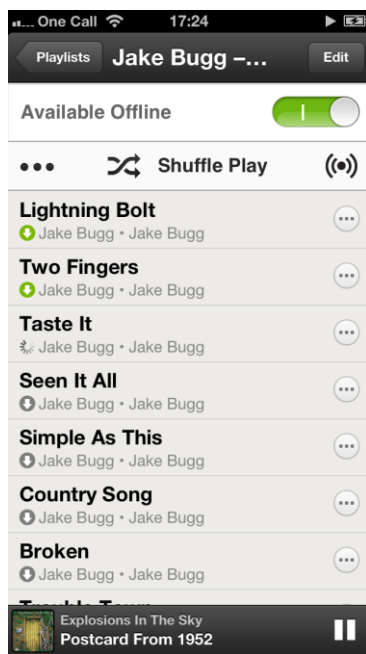 One Call 17:24
Playlists Jake Bugg –... Edit
Available Offline
Shuffle Play
Lightning Bolt
Jake Bugg • Jake Bugg
Two Fingers
Jake Bugg • Jake Bugg
Taste It
Jake Bugg • Jake Bugg
Seen It All
Jake Bugg • Jake Bugg
Simple As This
Jake Bugg • Jake Bugg
Country Song
Jake Bugg • Jake Bugg
Broken
Jake Bugg • Jake Bugg
Trouble Town
Explosions In The Sky
Postcard From 1952